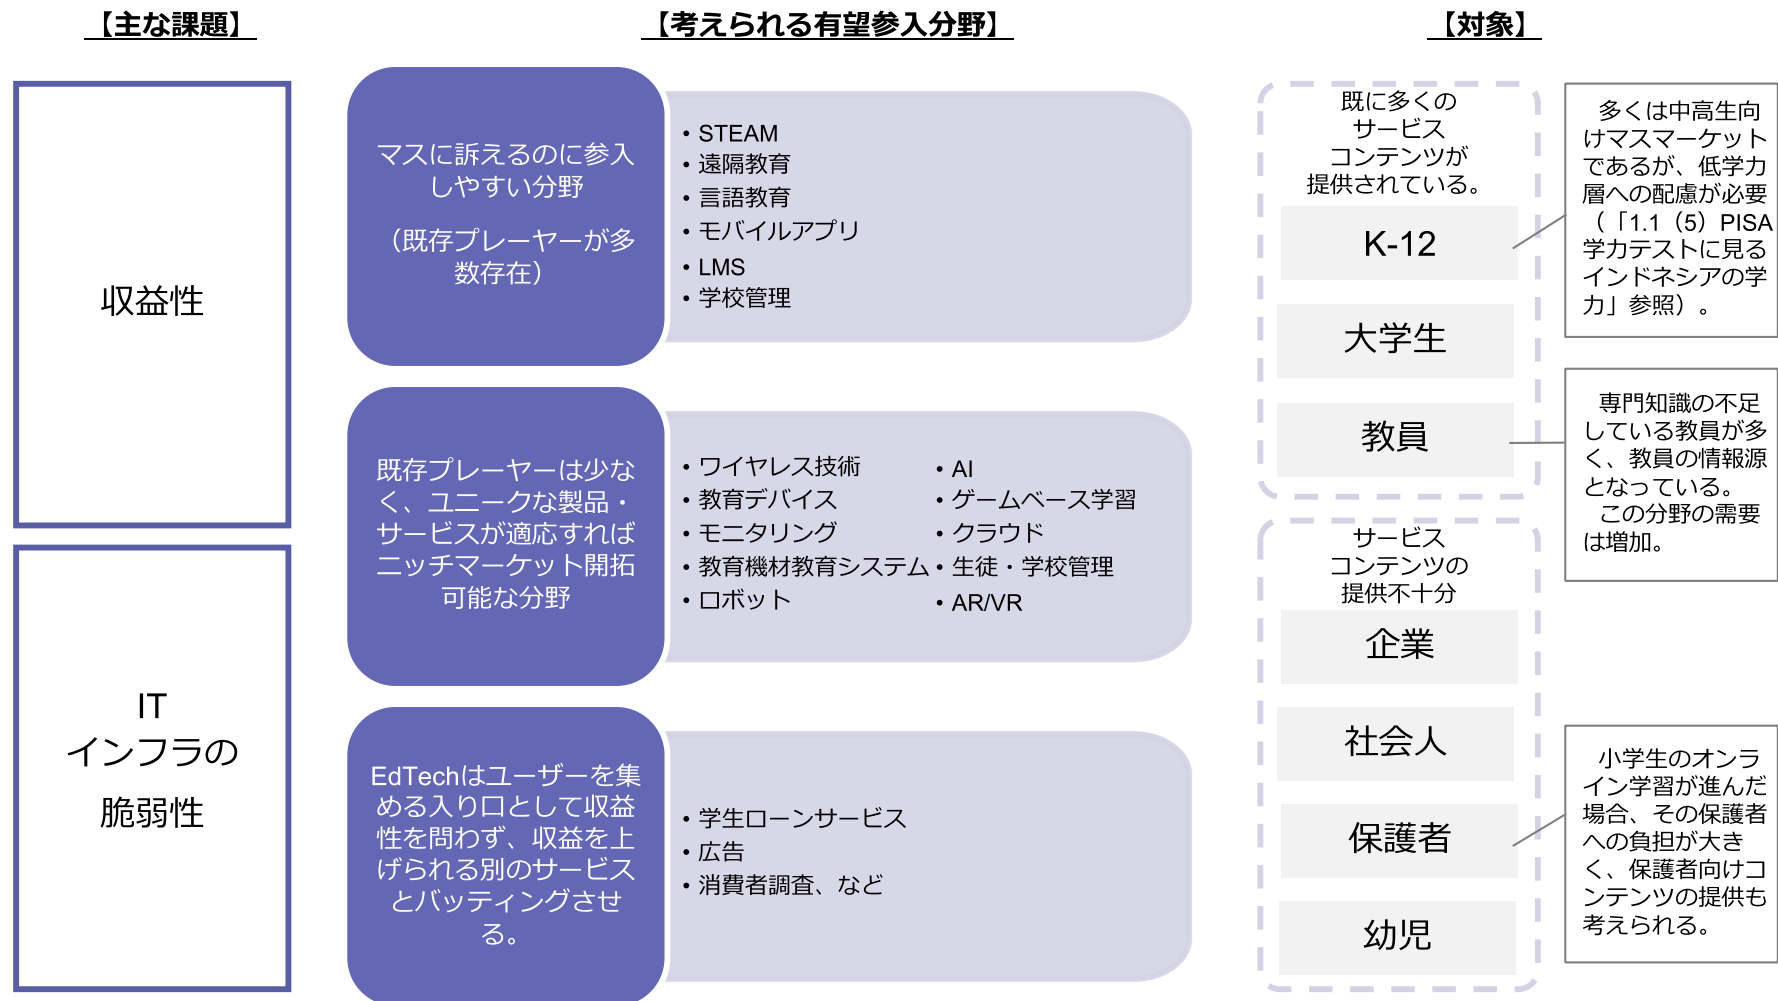 【主な課題】
【考えられる有望参入分野】
【対象】
収益性
IT
インフラの
脆弱性
マスに訴えるのに参入
しやすい分野
（既存プレーヤーが多
数存在）
• STEAM
• 遠隔教育
• 言語教育
• モバイルアプリ
• LMS
• 学校管理
既存プレーヤーは少な
く、ユニークな製品・
サービスが適応すれば
ニッチマーケット開拓
可能な分野
• ワイヤレス技術
• 教育デバイス
• モニタリング
• 教育機材教育システム
• ロボット
• AI
• ゲームベース学習
• クラウド
• 生徒・学校管理
• AR/VR
EdTechはユーザーを集
める入り口として収益
性を問わず、収益を上
げられる別のサービス
とバッティングさせ
る。
• 学生ローンサービス
• 広告
• 消費者調査、など
既に多くの
サービス
コンテンツが
提供されている。
K-12
大学生
教員
サービス
コンテンツの
提供不十分
企業
社会人
保護者
幼児
多くは中高生向
けマスマーケット
であるが、低学力
層への配慮が必要
（「1.1（5）PISA
学力テストに見る
インドネシアの学
力」参照）。
専門知識の不足
している教員が多
く、教員の情報源
となっている。
この分野の需要
は増加。
小学生のオンラ
イン学習が進んだ
場合、その保護者
への負担が大き
く、保護者向けコ
ンテンツの提供も
考えられる。